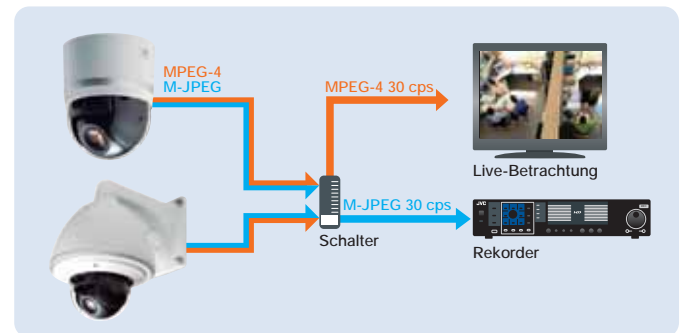 MPEG-4
M-JPEG
MPEG-4 30 cps
Live-Betrachtung
M-JPEG 30 cps
Schalter
JVC
Rekorder